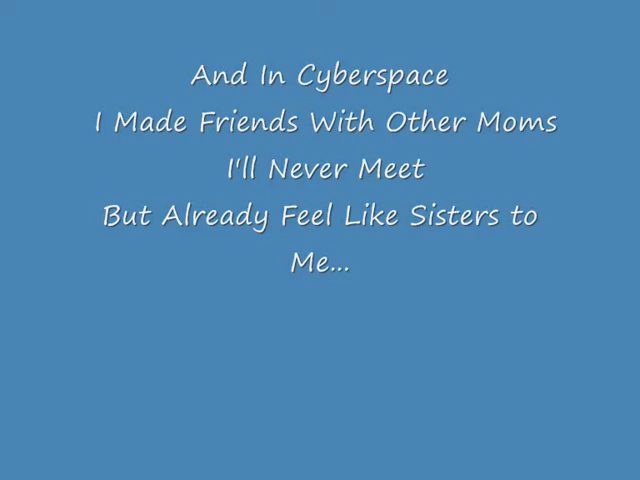 And In Cyberspace
I Made Friends With Other Moms
I'll Never Meet
But Already Feel Like Sisters to
Me...